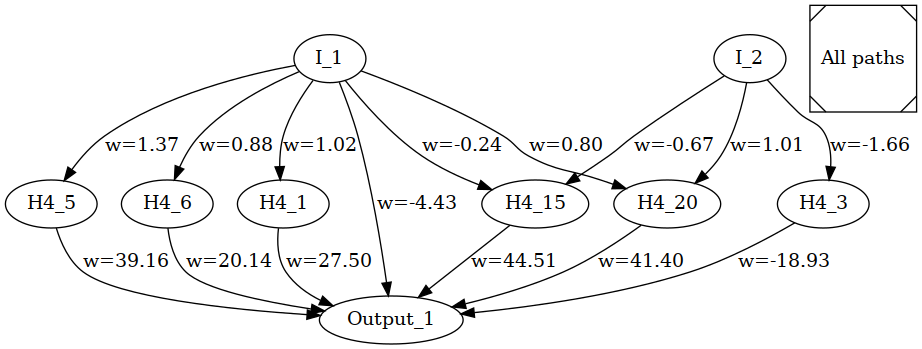 I_1
I_2
All paths
w=1.37
w=0.88
w=1.02
w=-0.24
w=0.80
w=-0.67
w=1.01
w=-1.66
H4_5
H4_6
H4_1
w=-4.43
H4_15
H4_20
H4_3
w=39.16
w=20.14
w=27.50
w=44.51
w=41.40
w=-18.93
Output_1